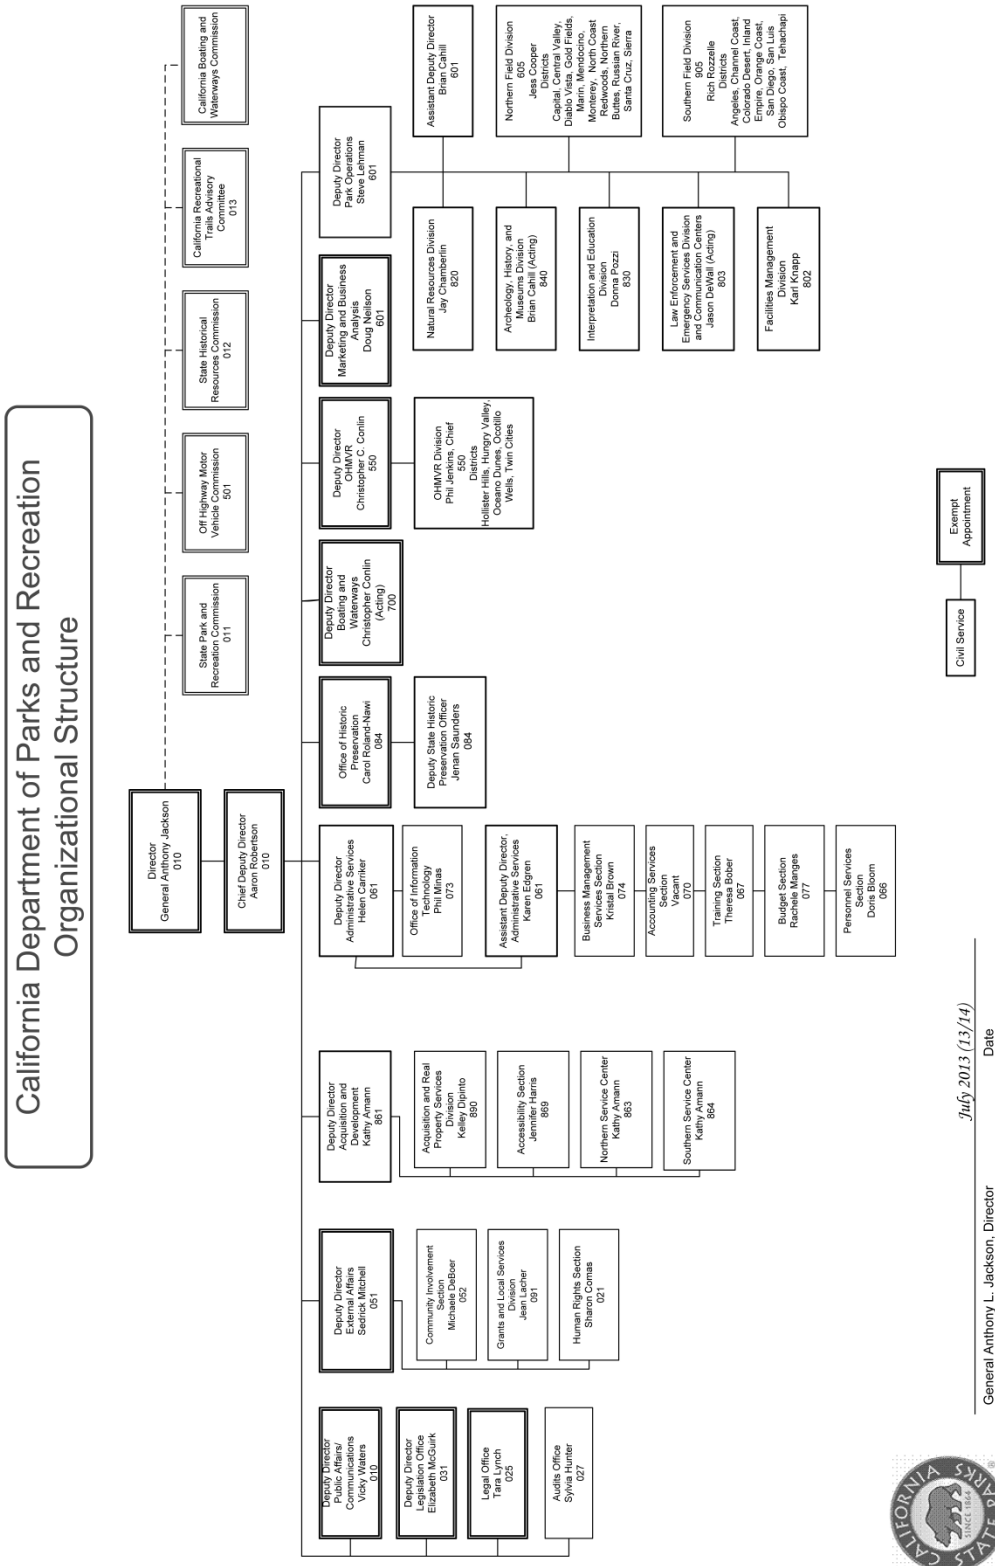 California Department of Parks and Recreation
Organizational Structure
Director
General Anthony Jackson
010
Chief Deputy Director
Aaron Robertson
010
State Park and
Recreation Commission
011
Off Highway Motor
Vehicle Commission
501
State Historical
Resources Commission
012
California Recreational
Trails Advisory
Committee
013
California Boating and
Waterways Commission
Deputy Director
Public Affairs/
Communications
Vicky Waters
010
Deputy Director
Legislation Office
Elizabeth McGuirk
031
Legal Office
Tara Lynch
025
Audits Office
Sylvia Hunter
027
Deputy Director
External Affairs
Sedrick Mitchell
051
Community Involvement
Section
Michaele DeBoer
052
Grants and Local Services
Division
Jean Lacher
091
Human Rights Section
Sharon Comas
021
Deputy Director
Acquisition and
Development
Kathy Amann
861
Acquisition and Real
Property Services
Division
Kelley Dipinto
890
Accessibility Section
Jennifer Harris
869
Northern Service Center
Kathy Amann
863
Southern Service Center
Kathy Amann
864
Deputy Director
Administrative Services
Helen Carriker
061
Office of Information
Technology
Phil Minas
073
Assistant Deputy Director,
Administrative Services
Karen Edgren
061
Business Management
Services Section
Kristal Brown
074
Accounting Services
Section
Vacant
070
Training Section
Theresa Bober
067
Budget Section
Rachele Manges
077
Personnel Services
Section
Doris Bloom
066
Office of Historic
Preservation
Carol Roland-Nawi
084
Deputy State Historic
Preservation Officer
Jenan Saunders
084
Deputy Director
Boating and
Waterways
Christopher Conlin
(Acting)
700
Deputy Director
OHMVR
Christopher C. Conlin
550
OHMVR Division
Phil Jenkins, Chief
550
Districts
Hollister Hills, Hungry Valley,
Oceano Dunes, Ocotillo
Wells, Twin Cities
Deputy Director
Marketing and Business
Analysis
Doug Neilson
601
Deputy Director
Park Operations
Steve Lehman
601
Natural Resources Division
Jay Chamberlin
820
Archeology, History, and
Museums Division
Brian Cahill (Acting)
840
Interpretation and Education
Division
Donna Pozzi
830
Law Enforcement and
Emergency Services Division
and Communication Centers
Jason DeWall (Acting)
803
Facilities Management
Division
Karl Knapp
802
Assistant Deputy Director
Brian Cahill
601
Northern Field Division
605
Jess Cooper
Districts
Capital, Central Valley,
Diablo Vista, Gold Fields,
Marin, Mendocino,
Monterey, North Coast
Redwoods, Northern
Buttes, Russian River,
Santa Cruz, Sierra
Southern Field Division
905
Rich Rozzelle
Districts
Angeles, Channel Coast,
Colorado Desert, Inland
Empire, Orange Coast,
San Diego, San Luis
Obispo Coast, Tehachapi
Civil Service
Exempt
Appointment
July 2013 (13/14)
General Anthony L. Jackson, Director
Date
CALIFORNIA
SINCE 1864
STATE PARKS
®